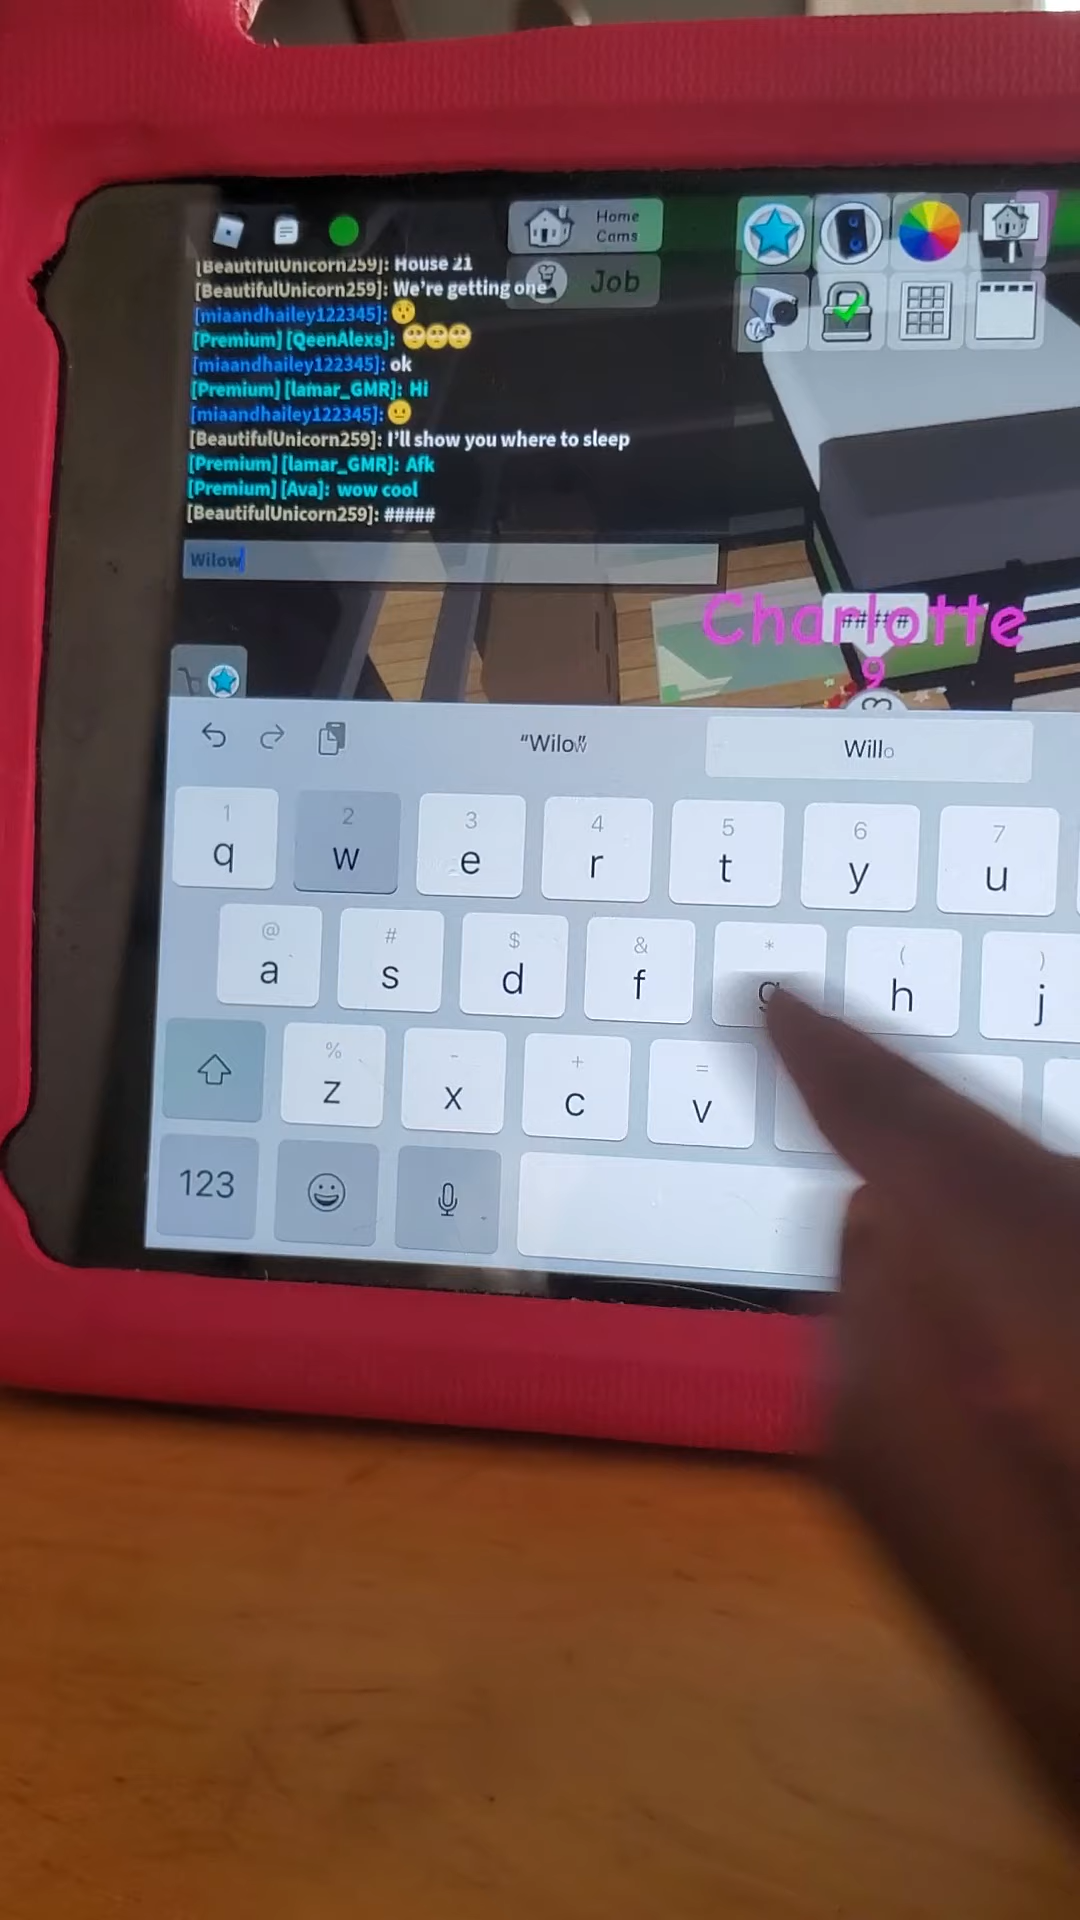 Home
Cams
[BeautifulUnicorn259]: House 21
Job
[BeautifulUnicorn259]: We're getting one
[miaandhailey122345]: 😯
[Premium] [QeenAlexs]: 🥺🥺🥺
[miaandhailey122345]: ok
[Premium] [lamar_GMR]: Hi
[miaandhailey122345]: 😐
[BeautifulUnicorn259]: I'll show you where to sleep
[Premium] [lamar_GMR]: Afk
[Premium] [Ava]: wow cool
[BeautifulUnicorn259]: #####
Wilow
#####
Charlotte
9
"Wilow"
Willo
1 2 3 4 5 6 7
q w e r t y u
@ # $ & * ( )
a s d f g h j
% - + =
z x c v
123